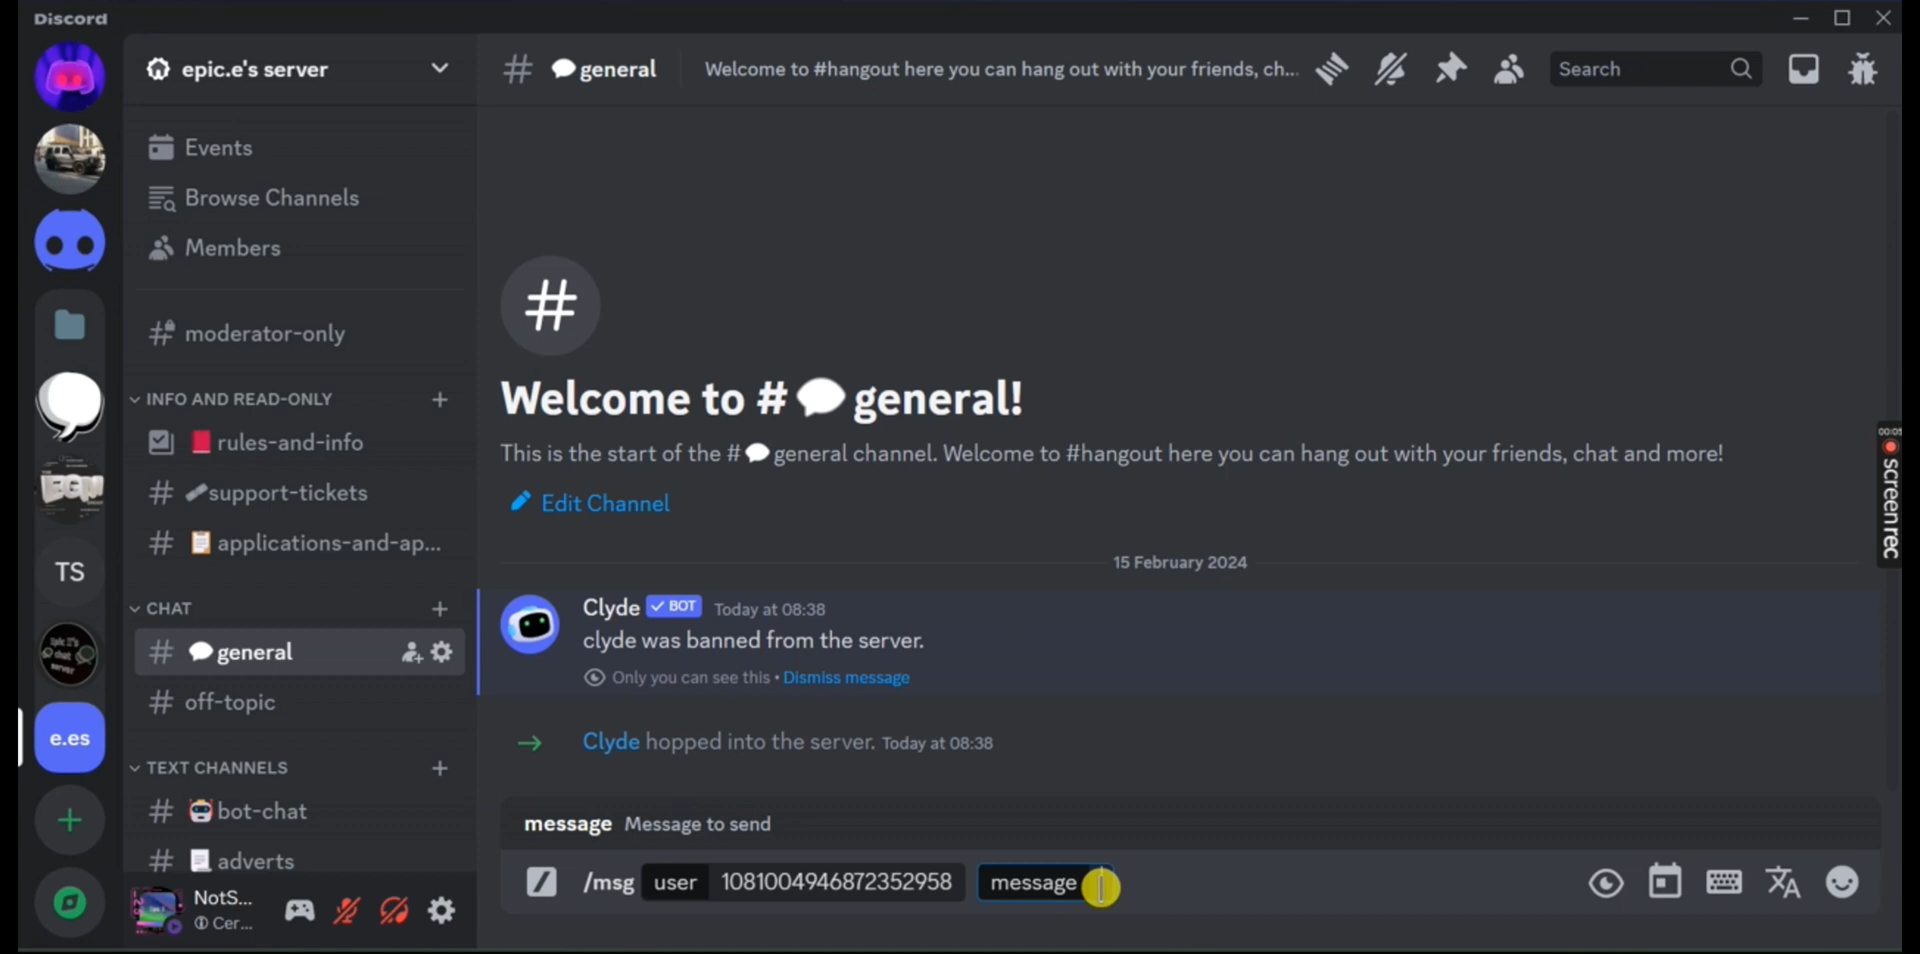 Discord
epic.e's server
general
Welcome to #hangout here you can hang out with your friends, ch...
Search
Events
Browse Channels
Members
moderator-only
INFO AND READ-ONLY
rules-and-info
support-tickets
applications-and-ap...
TS
CHAT
general
off-topic
e.es
TEXT CHANNELS
bot-chat
adverts
NotS...
Cer...
Welcome to # general!
This is the start of the # general channel. Welcome to #hangout here you can hang out with your friends, chat and more!
Edit Channel
15 February 2024
Clyde BOT Today at 08:38
clyde was banned from the server.
Only you can see this • Dismiss message
Clyde hopped into the server. Today at 08:38
message Message to send
/msg user 1081004946872352958 message
screenrec